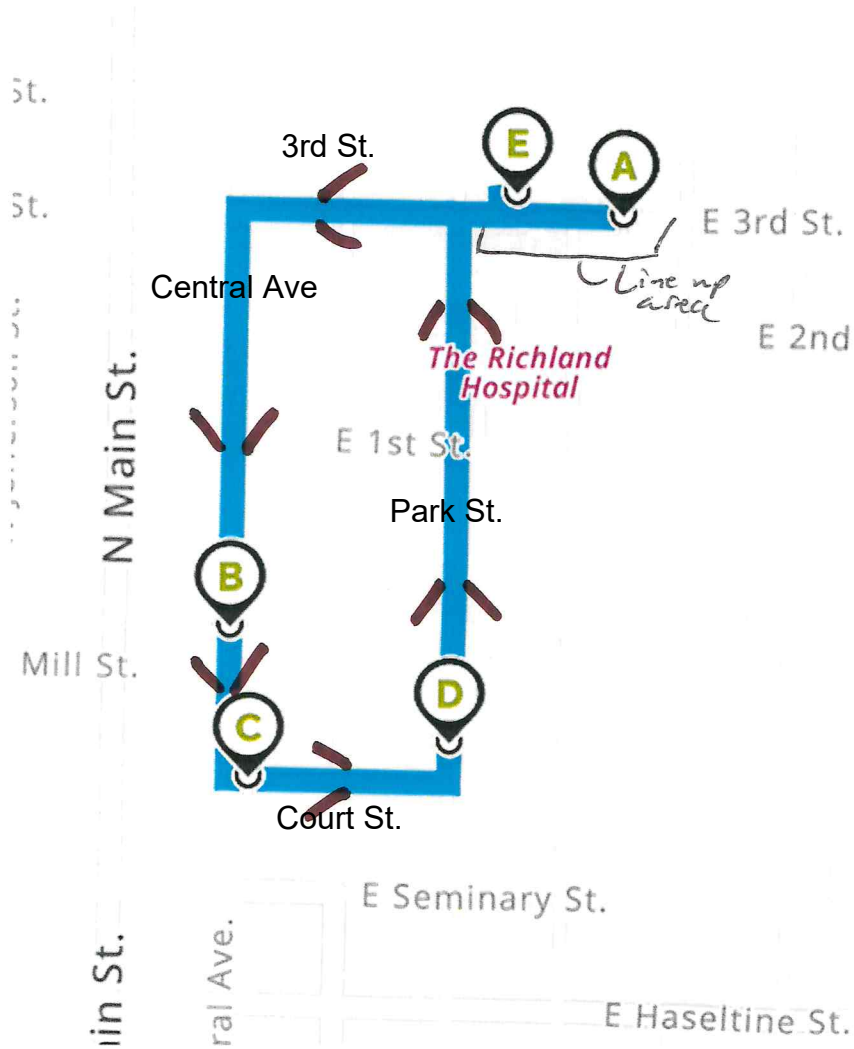 St.
3rd St.
E
A
St.
E 3rd St.
Line up
area
Central Ave
E 2nd
The Richland
Hospital
N Main St.
E 1st St.
Park St.
B
Mill St.
D
C
Court St.
E Seminary St.
ain St.
ral Ave.
E Haseltine St.